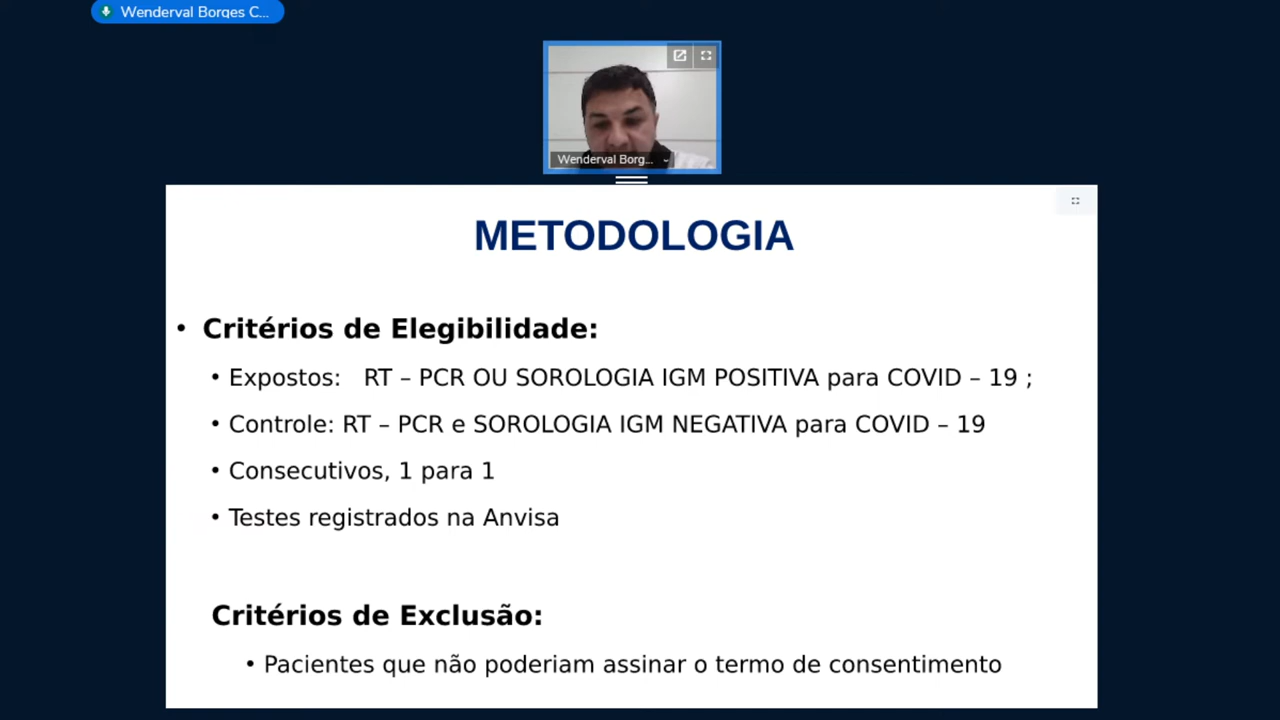 Wenderval Borges C...
Wenderval Borg...
METODOLOGIA
• Critérios de Elegibilidade:
• Expostos: RT – PCR OU SOROLOGIA IGM POSITIVA para COVID – 19 ;
• Controle: RT – PCR e SOROLOGIA IGM NEGATIVA para COVID – 19
• Consecutivos, 1 para 1
• Testes registrados na Anvisa
Critérios de Exclusão:
• Pacientes que não poderiam assinar o termo de consentimento